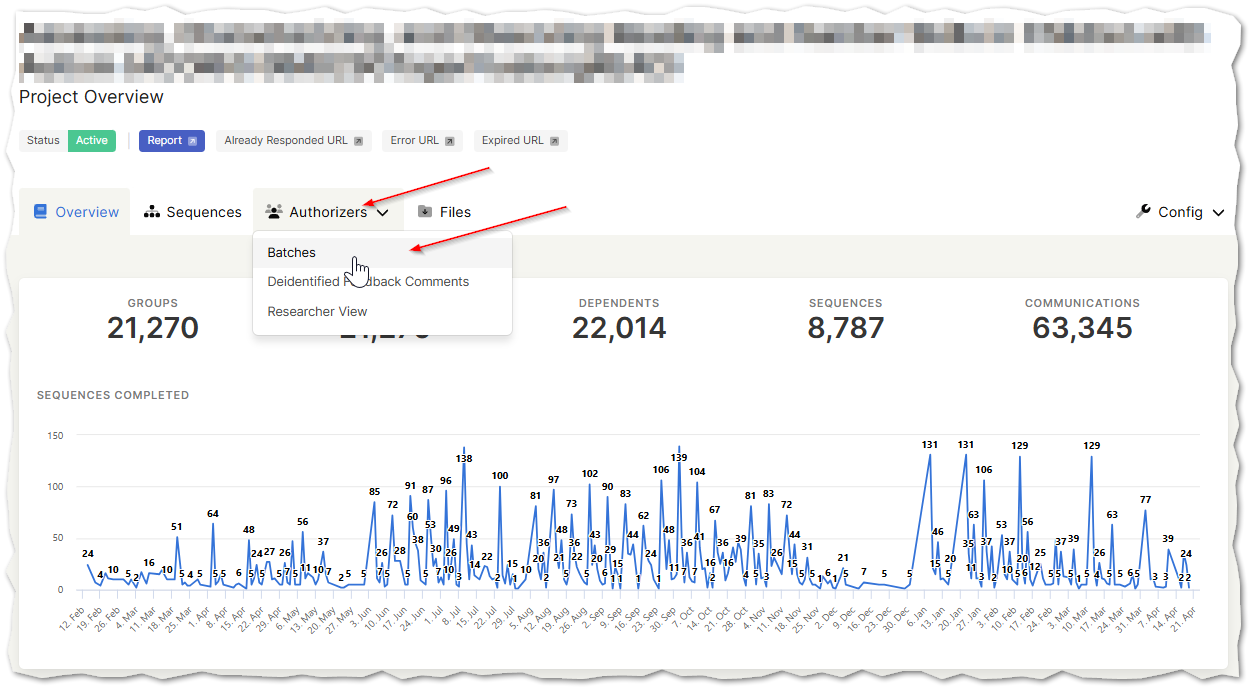 Project Overview
Status Active Report Already Responded URL Error URL Expired URL
Overview Sequences Authorizers Files Config
Batches
Deidentified Feedback Comments
Researcher View
GROUPS DEPENDENTS SEQUENCES COMMUNICATIONS
21,270 22,014 8,787 63,345
SEQUENCES COMPLETED
150
100
50
0
24 4 10 5 2 16 10 51 5 4 5 64 5 6 5 48 24 5 27 26 5 7 5 56 11 10 37 7 2 5 5 85 7 26 5 72 28 5 91 60 38 5 87 53 30 7 96 10 26 49 3 138 43 14 22 2 100 5 15 1 10 81 20 36 2 97 21 48 5 73 36 22 5 102 43 20 6 90 29 1 15 1 83 44 1 62 24 1 106 48 11 139 7 36 7 104 41 16 2 67 36 16 39 4 81 5 35 3 83 26 72 15 44 5 31 5 6 1 21 5 7 5 5 131 15 46 5 20 131 35 11 63 3 106 37 2 53 10 37 5 129 20 6 56 12 25 5 5 37 5 39 1 5 129 4 26 5 63 5 6 5 77 3 3 39 2 24 2
12. Feb 19. Feb 26. Feb 4. Mar 11. Mar 18. Mar 25. Mar 1. Apr 8. Apr 15. Apr 22. Apr 29. Apr 6. May 13. May 20. May 27. May 3. Jun 10. Jun 17. Jun 24. Jun 1. Jul 8. Jul 15. Jul 22. Jul 29. Jul 5. Aug 12. Aug 19. Aug 26. Aug 2. Sep 9. Sep 16. Sep 23. Sep 30. Sep 7. Oct 14. Oct 21. Oct 28. Oct 4. Nov 11. Nov 18. Nov 25. Nov 2. Dec 9. Dec 16. Dec 23. Dec 30. Dec 6. Jan 13. Jan 20. Jan 27. Jan 3. Feb 10. Feb 17. Feb 24. Feb 3. Mar 10. Mar 17. Mar 24. Mar 31. Mar 7. Apr 14. Apr 21. Apr